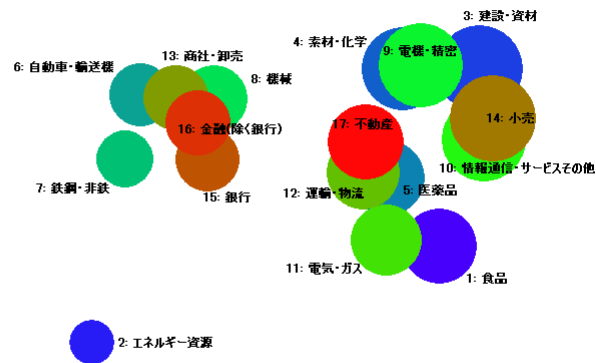 3: 建設・資材
4: 素材・化学
9: 電機・精密
13: 商社・卸売
6: 自動車・輸送機
8: 機械
14: 小売
17: 不動産
16: 金融(除く銀行)
10: 情報通信・サービスその他
7: 鉄鋼・非鉄
15: 銀行
12: 運輸・物流
5: 医薬品
11: 電気・ガス
1: 食品
2: エネルギー資源